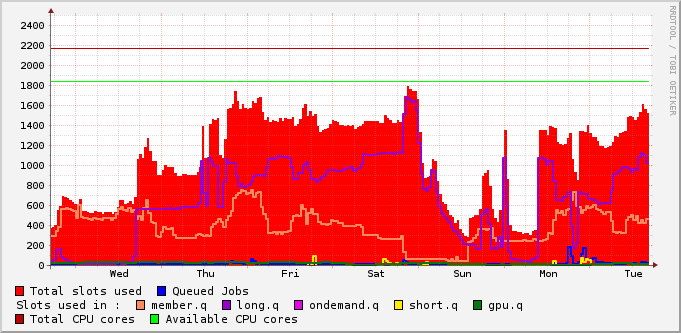 RRDTOOL / TOBI OETIKER
2400
2200
2000
1800
1600
1400
1200
1000
800
600
400
200
0
Wed Thu Fri Sat Sun Mon Tue
Total slots used Queued Jobs
Slots used in : member.q long.q ondemand.q short.q gpu.q
Total CPU cores Available CPU cores